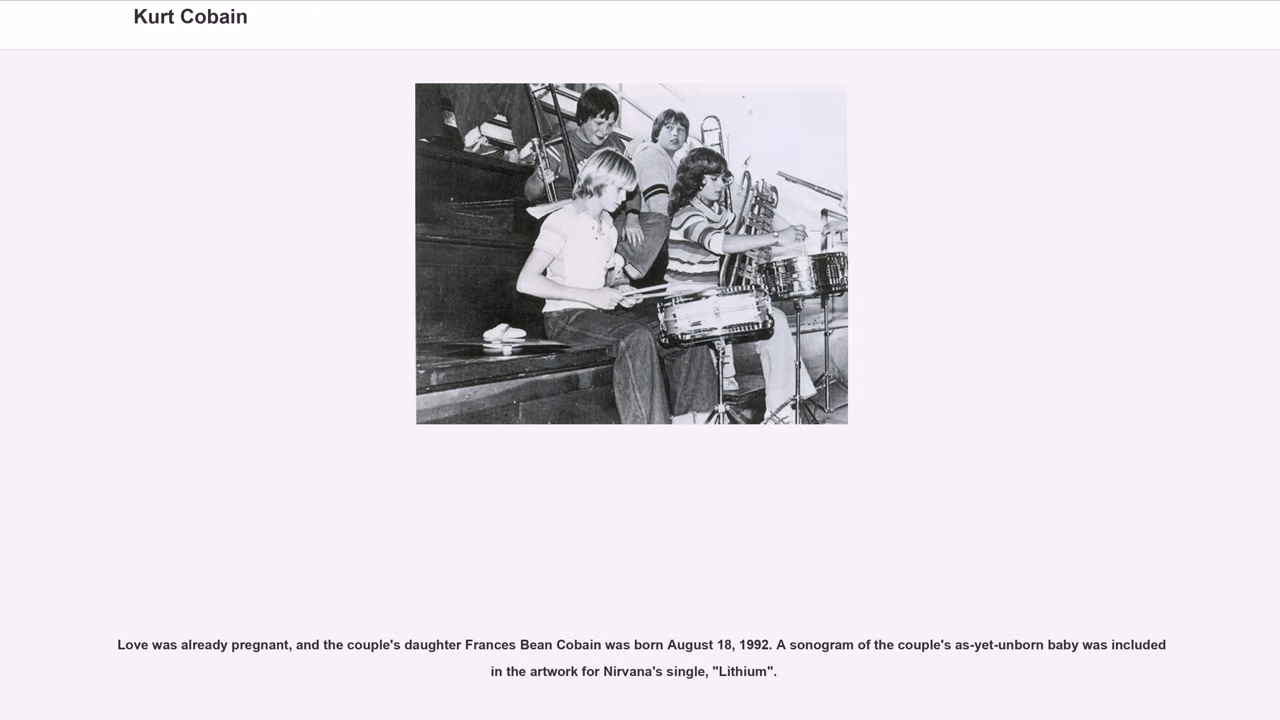 Kurt Cobain
Love was already pregnant, and the couple's daughter Frances Bean Cobain was born August 18, 1992. A sonogram of the couple's as-yet-unborn baby was included
in the artwork for Nirvana's single, "Lithium".